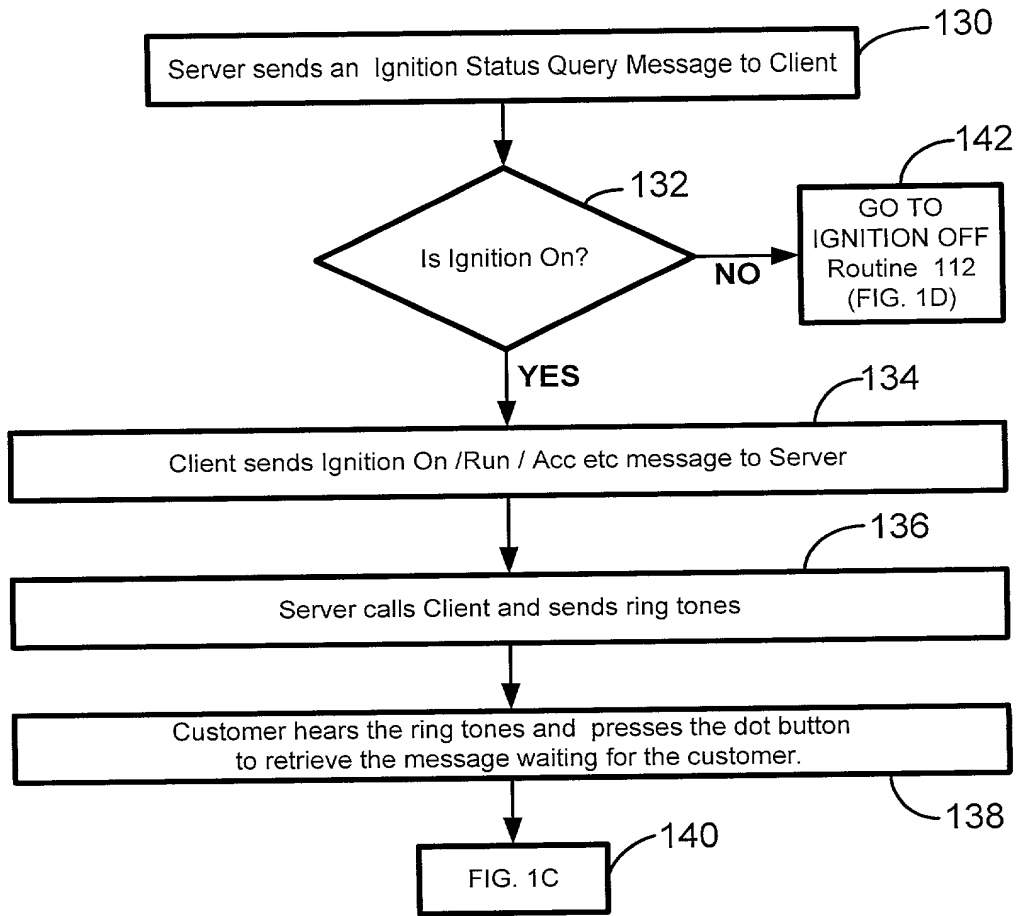 130
Server sends an Ignition Status Query Message to Client
142
132
GO TO
IGNITION OFF
Routine 112
(FIG. 1D)
Is Ignition On?
NO
YES
134
Client sends Ignition On /Run / Acc etc message to Server
136
Server calls Client and sends ring tones
Customer hears the ring tones and presses the dot button
to retrieve the message waiting for the customer.
138
140
FIG. 1C